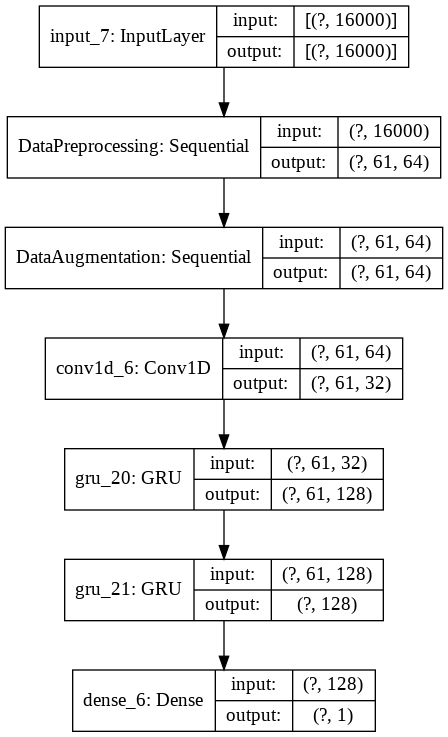 input_7: InputLayer
input: [(?, 16000)]
output: [(?, 16000)]
DataPreprocessing: Sequential
input: (?, 16000)
output: (?, 61, 64)
DataAugmentation: Sequential
input: (?, 61, 64)
output: (?, 61, 64)
conv1d_6: Conv1D
input: (?, 61, 64)
output: (?, 61, 32)
gru_20: GRU
input: (?, 61, 32)
output: (?, 61, 128)
gru_21: GRU
input: (?, 61, 128)
output: (?, 128)
dense_6: Dense
input: (?, 128)
output: (?, 1)